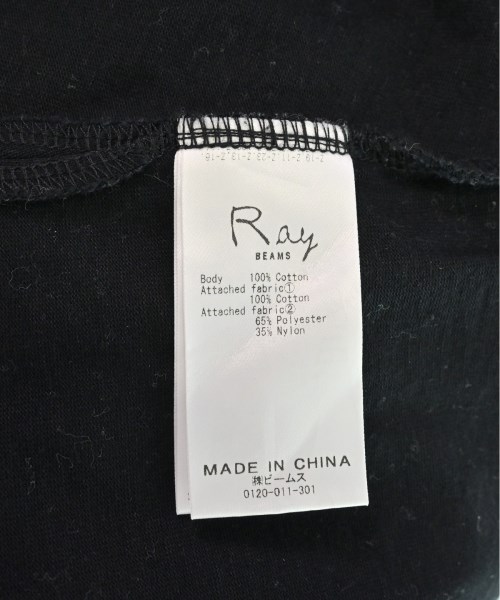 Ray
BEAMS
Body 100% Cotton
Attached fabric①
100% Cotton
Attached fabric②
65% Polyester
35% Nylon
MADE IN CHINA
㈱ビームス
0120-011-301